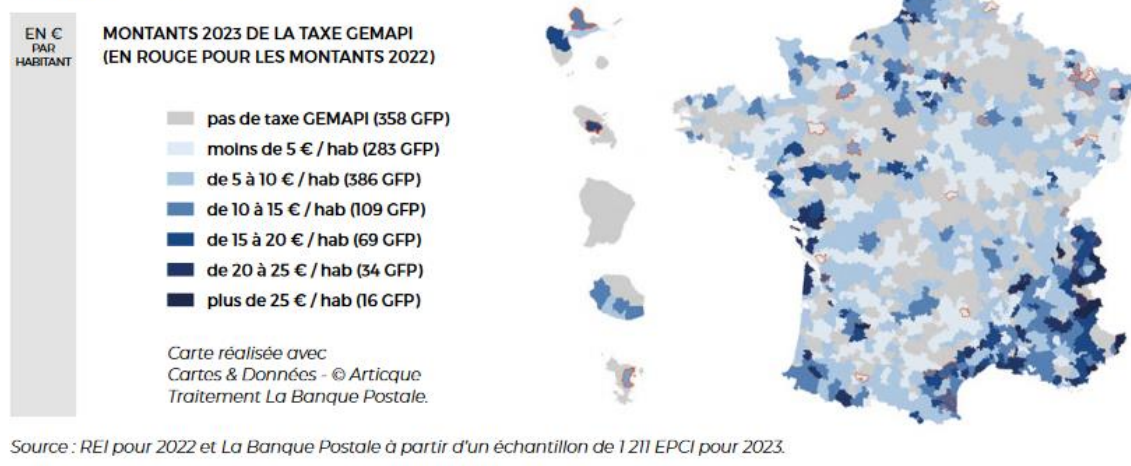 EN €
PAR
HABITANT
MONTANTS 2023 DE LA TAXE GEMAPI
(EN ROUGE POUR LES MONTANTS 2022)
pas de taxe GEMAPI (358 GFP)
moins de 5 € / hab (283 GFP)
de 5 à 10 € / hab (386 GFP)
de 10 à 15 € / hab (109 GFP)
de 15 à 20 € / hab (69 GFP)
de 20 à 25 € / hab (34 GFP)
plus de 25 € / hab (16 GFP)
Carte réalisée avec
Cartes & Données - © Articque
Traitement La Banque Postale.
Source : REI pour 2022 et La Banque Postale à partir d'un échantillon de 1 211 EPCI pour 2023.